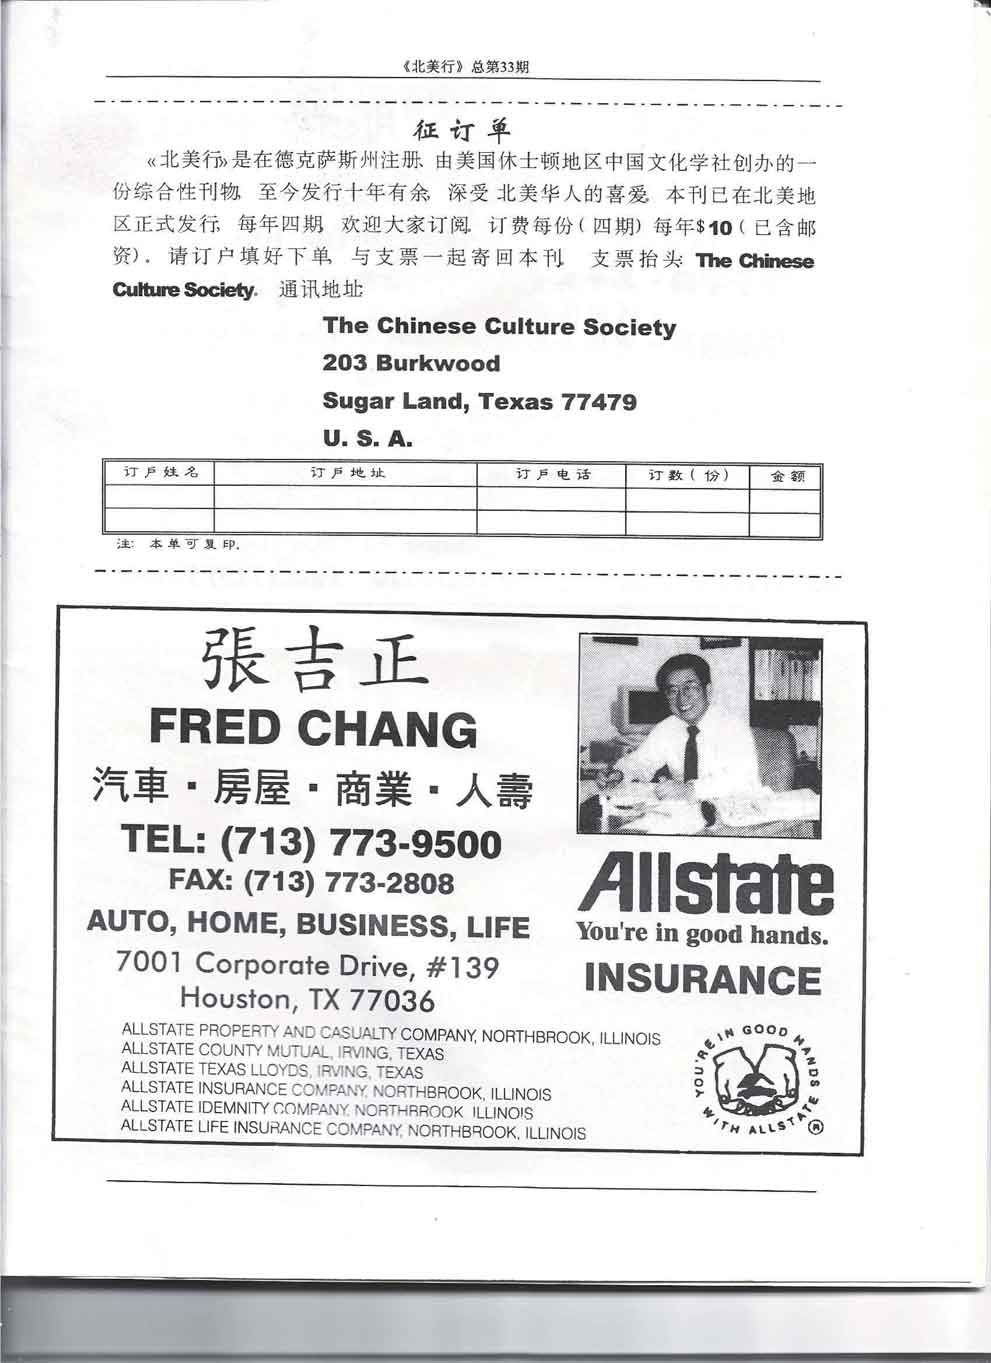 《北美行》总第33期
征订单
《北美行》是在德克萨斯州注册、由美国休士顿地区中国文化学社创办的一
份综合性刊物，至今发行十年有余，深受北美华人的喜爱。本刊已在北美地
区正式发行，每年四期，欢迎大家订阅。订费每份（四期）每年$10（已含邮
资）。请订户填好下单，与支票一起寄回本刊。支票抬头：The Chinese
Culture Society。通讯地址：
The Chinese Culture Society
203 Burkwood
Sugar Land, Texas 77479
U. S. A.
订户姓名 订户地址 订户电话 订数（份） 金额
注：本单可复印。
張吉正
FRED CHANG
汽車·房屋·商業·人壽
TEL: (713) 773-9500
FAX: (713) 773-2808
AUTO, HOME, BUSINESS, LIFE
7001 Corporate Drive, #139
Houston, TX 77036
Allstate
You're in good hands.
INSURANCE
ALLSTATE PROPERTY AND CASUALTY COMPANY, NORTHBROOK, ILLINOIS
ALLSTATE COUNTY MUTUAL, IRVING, TEXAS
ALLSTATE TEXAS LLOYDS, IRVING, TEXAS
ALLSTATE INSURANCE COMPANY, NORTHBROOK, ILLINOIS
ALLSTATE IDEMNITY COMPANY, NORTHBROOK ILLINOIS
ALLSTATE LIFE INSURANCE COMPANY, NORTHBROOK, ILLINOIS
YOU'RE IN GOOD HANDS WITH ALLSTATE ®